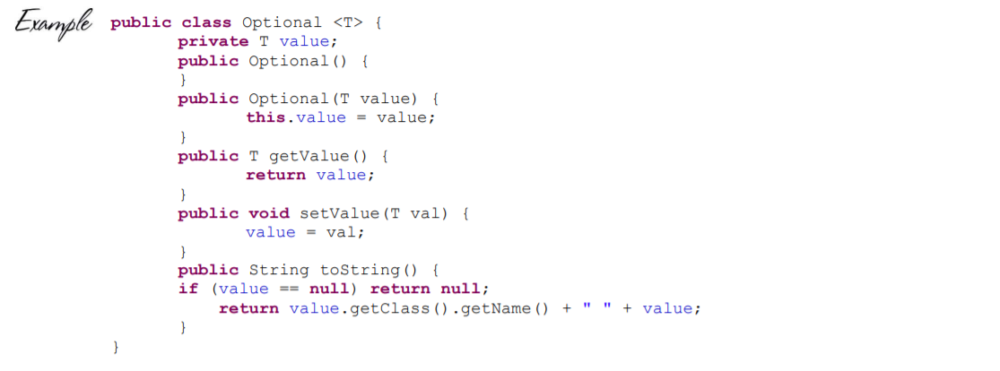 Example public class Optional <T> {
private T value;
public Optional() {
}
public Optional(T value) {
this.value = value;
}
public T getValue() {
return value;
}
public void setValue(T val) {
value = val;
}
public String toString() {
if (value == null) return null;
return value.getClass().getName() + " " + value;
}
}